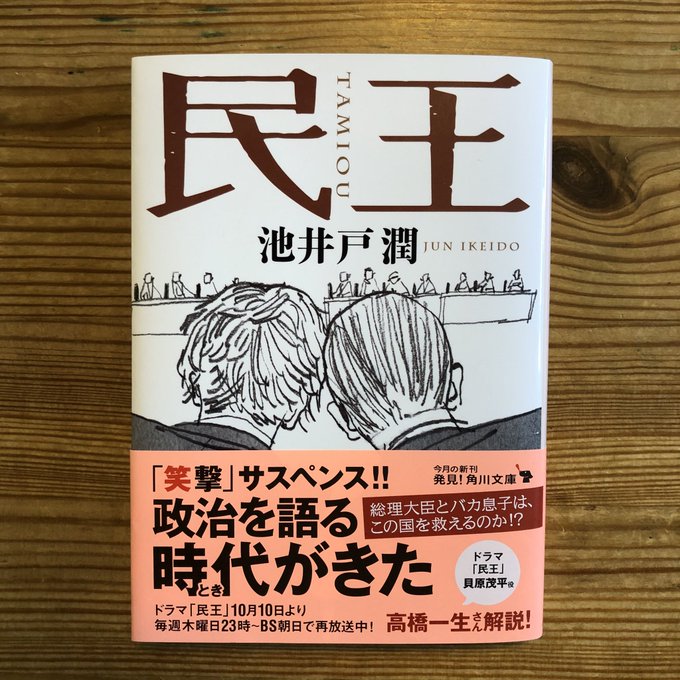 民王
TAMIOU
池井戸 潤
JUN IKEIDO
「笑撃」サスペンス!!
政治を語る
時代がきた
とき
今月の新刊
発見!角川文庫
総理大臣とバカ息子は、
この国を救えるのか!?
ドラマ
「民王」
貝原茂平役
ドラマ「民王」10月10日より
毎週木曜日23時~BS朝日で再放送中!
高橋一生さん解説!